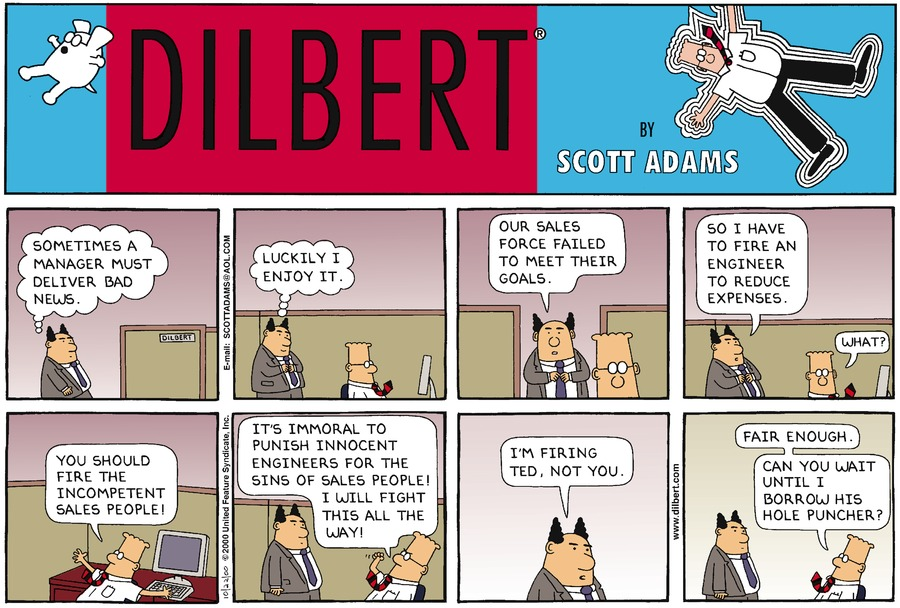 DILBERT®
BY
SCOTT ADAMS
SOMETIMES A
MANAGER MUST
DELIVER BAD
NEWS.
DILBERT
E-mail: SCOTTADAMS@AOL.COM
LUCKILY I
ENJOY IT.
OUR SALES
FORCE FAILED
TO MEET THEIR
GOALS.
SO I HAVE
TO FIRE AN
ENGINEER
TO REDUCE
EXPENSES.
WHAT?
YOU SHOULD
FIRE THE
INCOMPETENT
SALES PEOPLE!
10/22/00 © 2000 United Feature Syndicate, Inc.
IT'S IMMORAL TO
PUNISH INNOCENT
ENGINEERS FOR THE
SINS OF SALES PEOPLE!
I WILL FIGHT
THIS ALL THE
WAY!
I'M FIRING
TED, NOT YOU.
www.dilbert.com
FAIR ENOUGH.
CAN YOU WAIT
UNTIL I
BORROW HIS
HOLE PUNCHER?